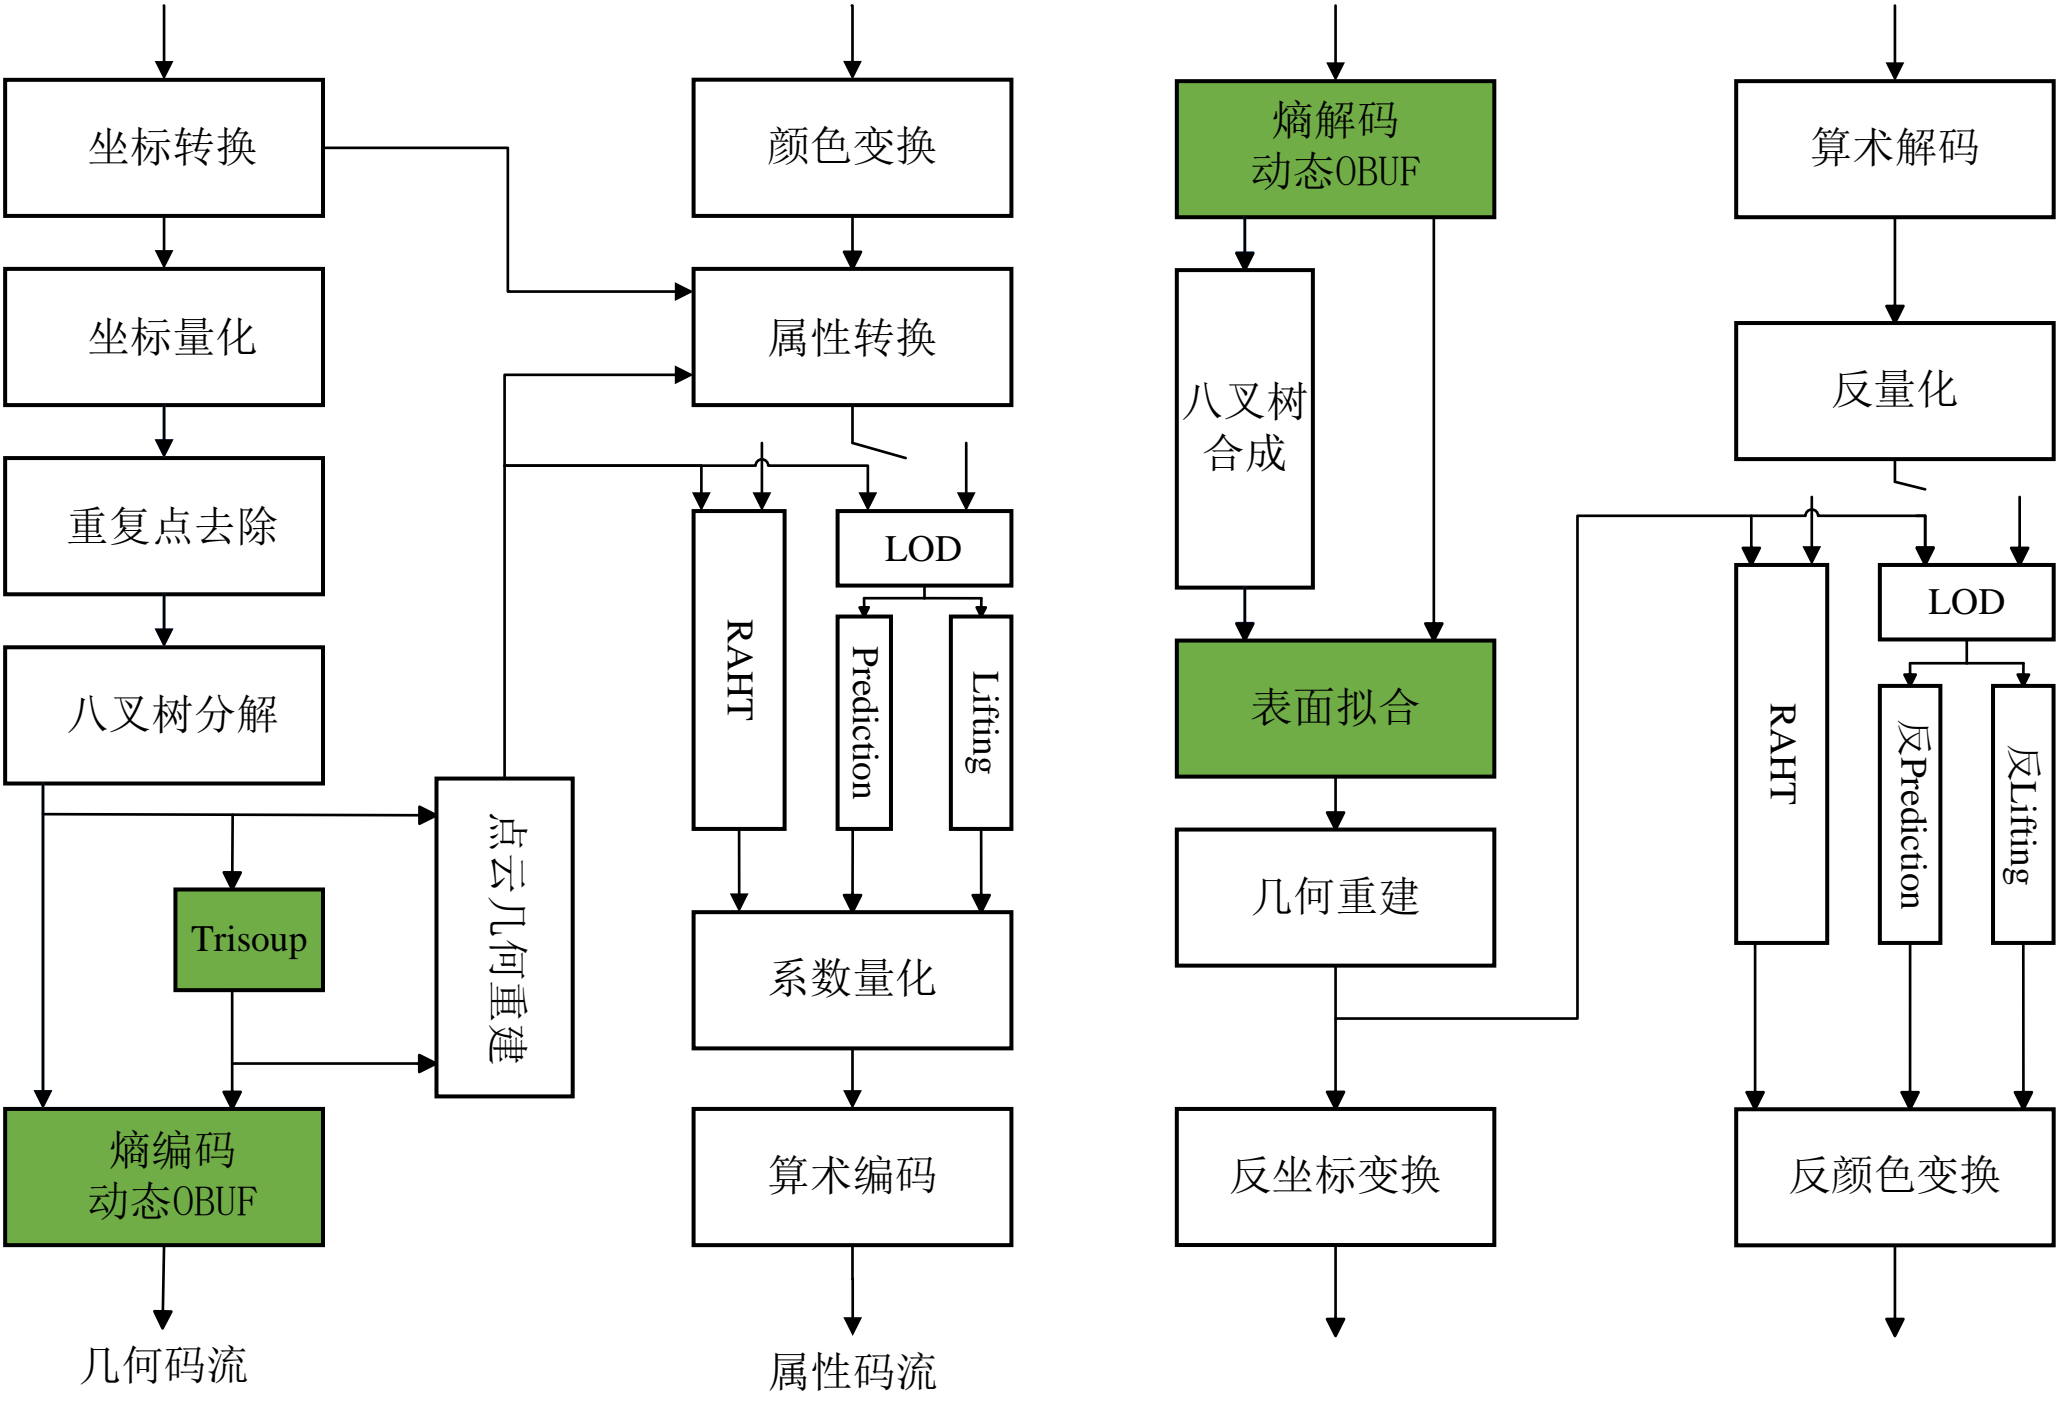 坐标转换
坐标量化
重复点去除
八叉树分解
Trisoup
熵编码
动态OBUF
几何码流
点云几何重建
颜色变换
属性转换
RAHT
LOD
Prediction
Lifting
系数量化
算术编码
属性码流
熵解码
动态OBUF
八叉树
合成
表面拟合
几何重建
反坐标变换
算术解码
反量化
RAHT
LOD
反Prediction
反Lifting
反颜色变换